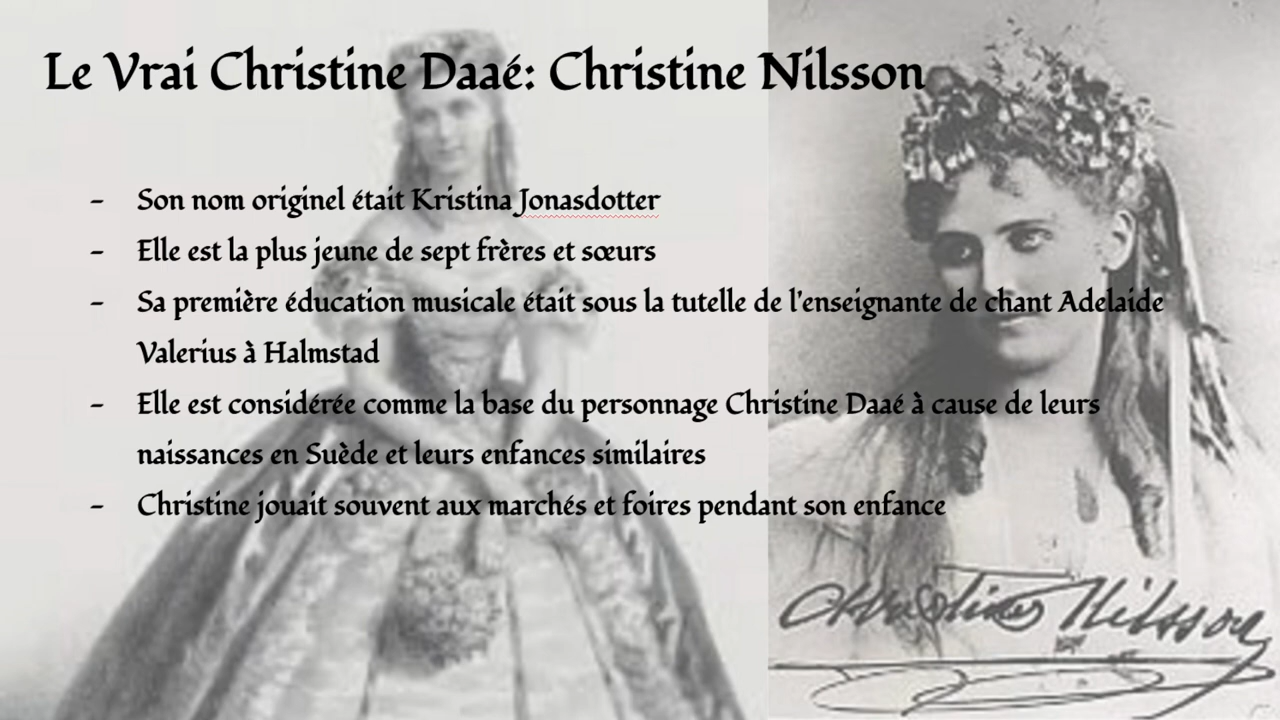 Le Vrai Christine Daaé: Christine Nilsson
- Son nom originel était Kristina Jonasdotter
- Elle est la plus jeune de sept frères et sœurs
- Sa première éducation musicale était sous la tutelle de l'enseignante de chant Adelaide
Valerius à Halmstad
- Elle est considérée comme la base du personnage Christine Daaé à cause de leurs
naissances en Suède et leurs enfances similaires
- Christine jouait souvent aux marchés et foires pendant son enfance
Christine Nilsson